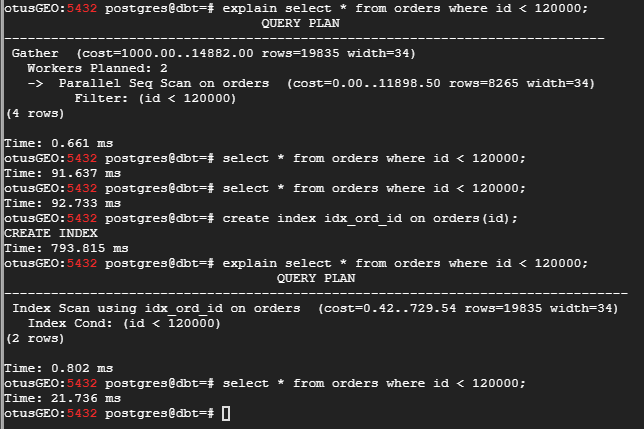 otusGEO:5432 postgres@dbt=# explain select * from orders where id < 120000;
QUERY PLAN
-----------------------------------------------------------------------------
Gather  (cost=1000.00..14882.00 rows=19835 width=34)
Workers Planned: 2
->  Parallel Seq Scan on orders  (cost=0.00..11898.50 rows=8265 width=34)
Filter: (id < 120000)
(4 rows)
Time: 0.661 ms
otusGEO:5432 postgres@dbt=# select * from orders where id < 120000;
Time: 91.637 ms
otusGEO:5432 postgres@dbt=# select * from orders where id < 120000;
Time: 92.733 ms
otusGEO:5432 postgres@dbt=# create index idx_ord_id on orders(id);
CREATE INDEX
Time: 793.815 ms
otusGEO:5432 postgres@dbt=# explain select * from orders where id < 120000;
QUERY PLAN
--------------------------------------------------------------------------------
Index Scan using idx_ord_id on orders  (cost=0.42..729.54 rows=19835 width=34)
Index Cond: (id < 120000)
(2 rows)
Time: 0.802 ms
otusGEO:5432 postgres@dbt=# select * from orders where id < 120000;
Time: 21.736 ms
otusGEO:5432 postgres@dbt=#